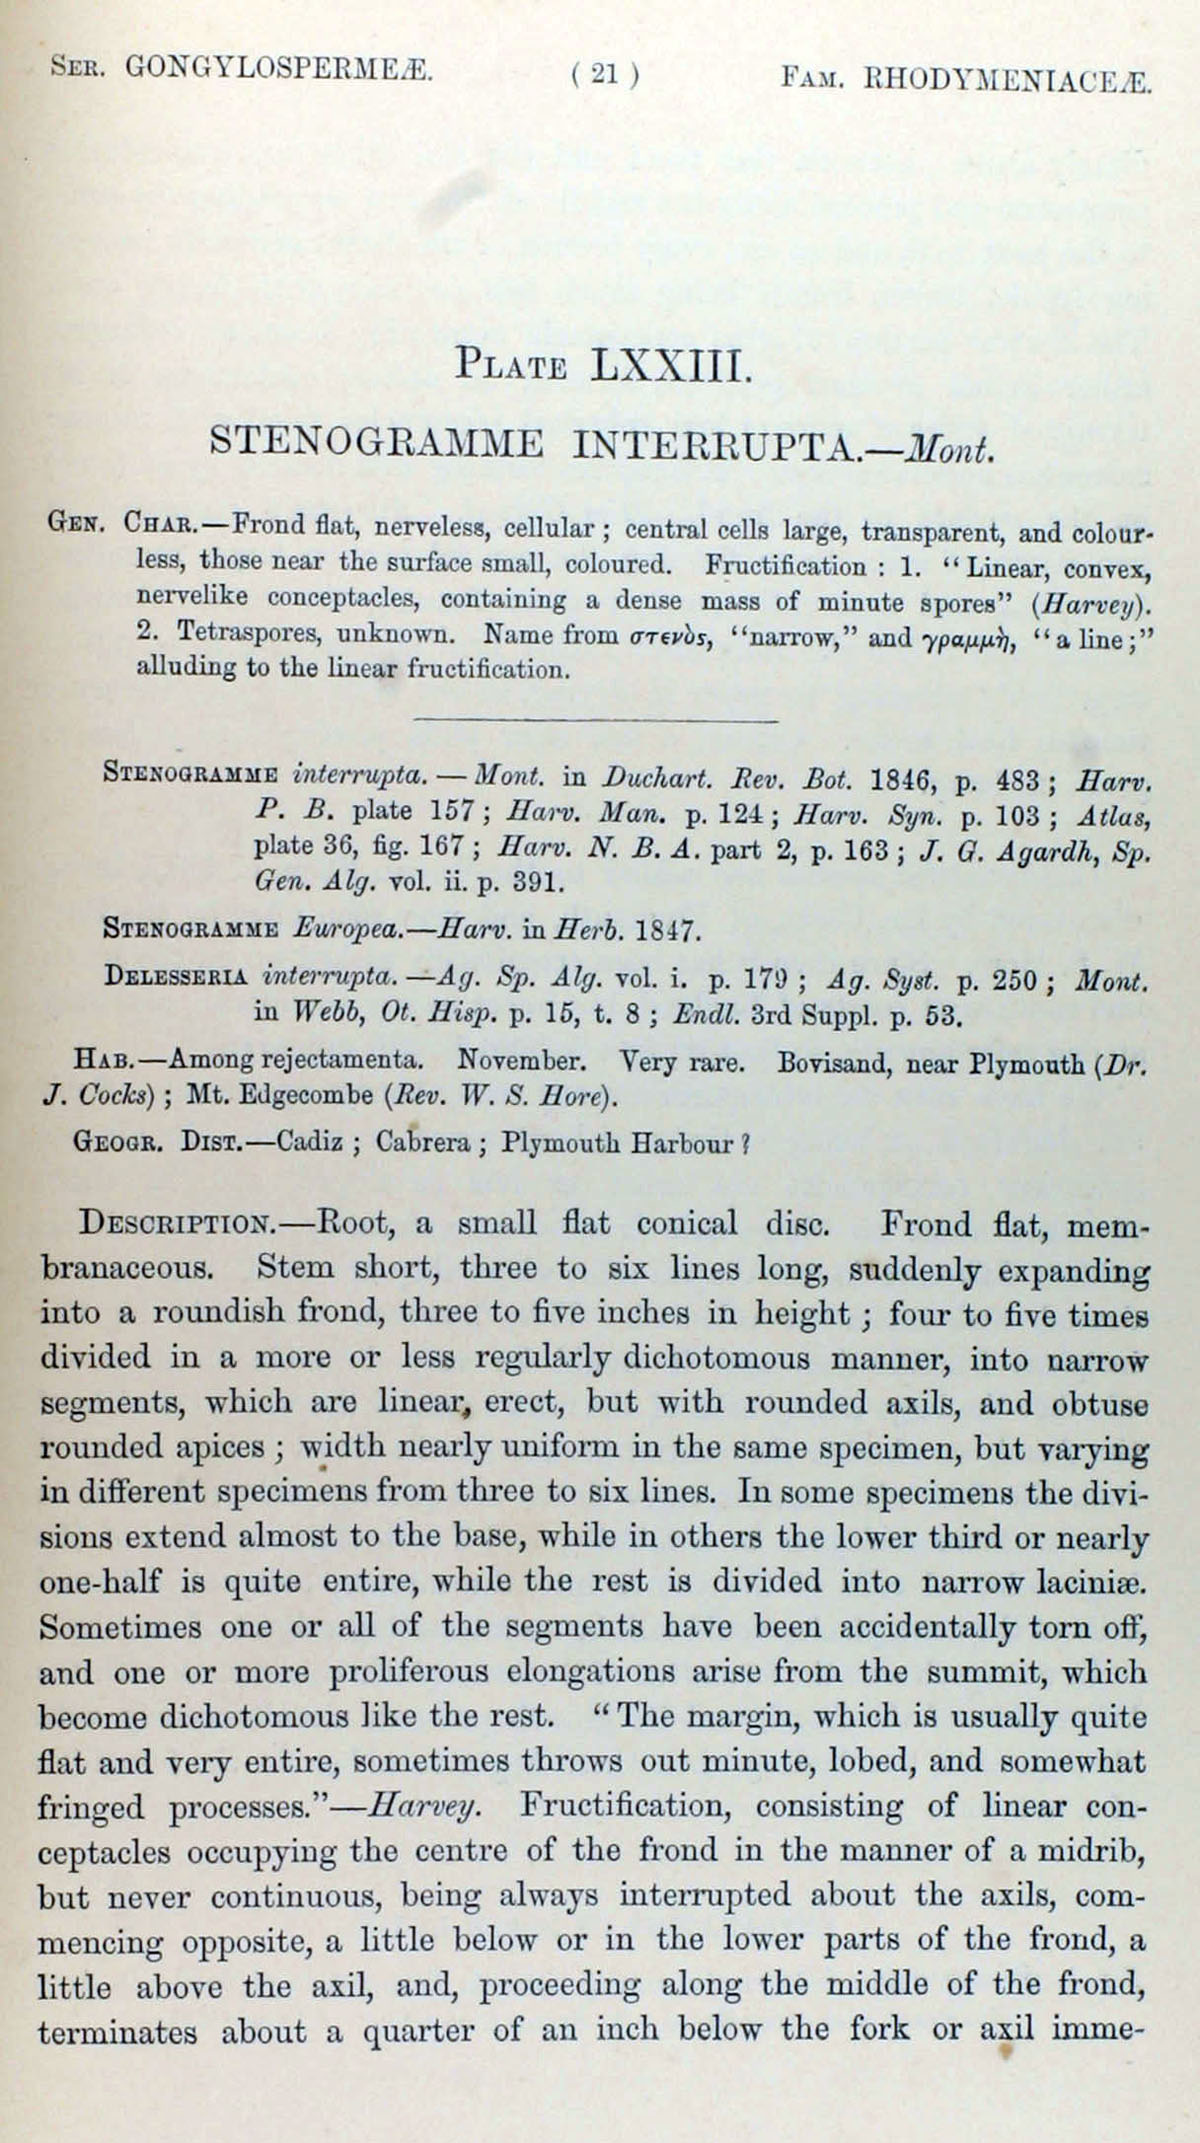 Ser. GONGYLOSPERMEÆ. ( 21 ) Fam. RHODYMENIACEÆ.
Plate LXXIII.
STENOGRAMME INTERRUPTA.—Mont.
Gen. Char.—Frond flat, nerveless, cellular ; central cells large, transparent, and colour-
less, those near the surface small, coloured. Fructification : 1. “Linear, convex,
nervelike conceptacles, containing a dense mass of minute spores” (Harvey).
2. Tetraspores, unknown. Name from στενὸς, “narrow,” and γραμμὴ, “a line ;”
alluding to the linear fructification.
Stenogramme interrupta. — Mont. in Duchart. Rev. Bot. 1846, p. 483 ; Harv.
P. B. plate 157 ; Harv. Man. p. 124 ; Harv. Syn. p. 103 ; Atlas,
plate 36, fig. 167 ; Harv. N. B. A. part 2, p. 163 ; J. G. Agardh, Sp.
Gen. Alg. vol. ii. p. 391.
Stenogramme Europea.—Harv. in Herb. 1847.
Delesseria interrupta. —Ag. Sp. Alg. vol. i. p. 179 ; Ag. Syst. p. 250 ; Mont.
in Webb, Ot. Hisp. p. 15, t. 8 ; Endl. 3rd Suppl. p. 53.
Hab.—Among rejectamenta. November. Very rare. Bovisand, near Plymouth (Dr.
J. Cocks) ; Mt. Edgecombe (Rev. W. S. Hore).
Geogr. Dist.—Cadiz ; Cabrera ; Plymouth Harbour ?
Description.—Root, a small flat conical disc. Frond flat, mem-
branaceous. Stem short, three to six lines long, suddenly expanding
into a roundish frond, three to five inches in height ; four to five times
divided in a more or less regularly dichotomous manner, into narrow
segments, which are linear, erect, but with rounded axils, and obtuse
rounded apices ; width nearly uniform in the same specimen, but varying
in different specimens from three to six lines. In some specimens the divi-
sions extend almost to the base, while in others the lower third or nearly
one-half is quite entire, while the rest is divided into narrow laciniæ.
Sometimes one or all of the segments have been accidentally torn off,
and one or more proliferous elongations arise from the summit, which
become dichotomous like the rest. “The margin, which is usually quite
flat and very entire, sometimes throws out minute, lobed, and somewhat
fringed processes.”—Harvey. Fructification, consisting of linear con-
ceptacles occupying the centre of the frond in the manner of a midrib,
but never continuous, being always interrupted about the axils, com-
mencing opposite, a little below or in the lower parts of the frond, a
little above the axil, and, proceeding along the middle of the frond,
terminates about a quarter of an inch below the fork or axil imme-